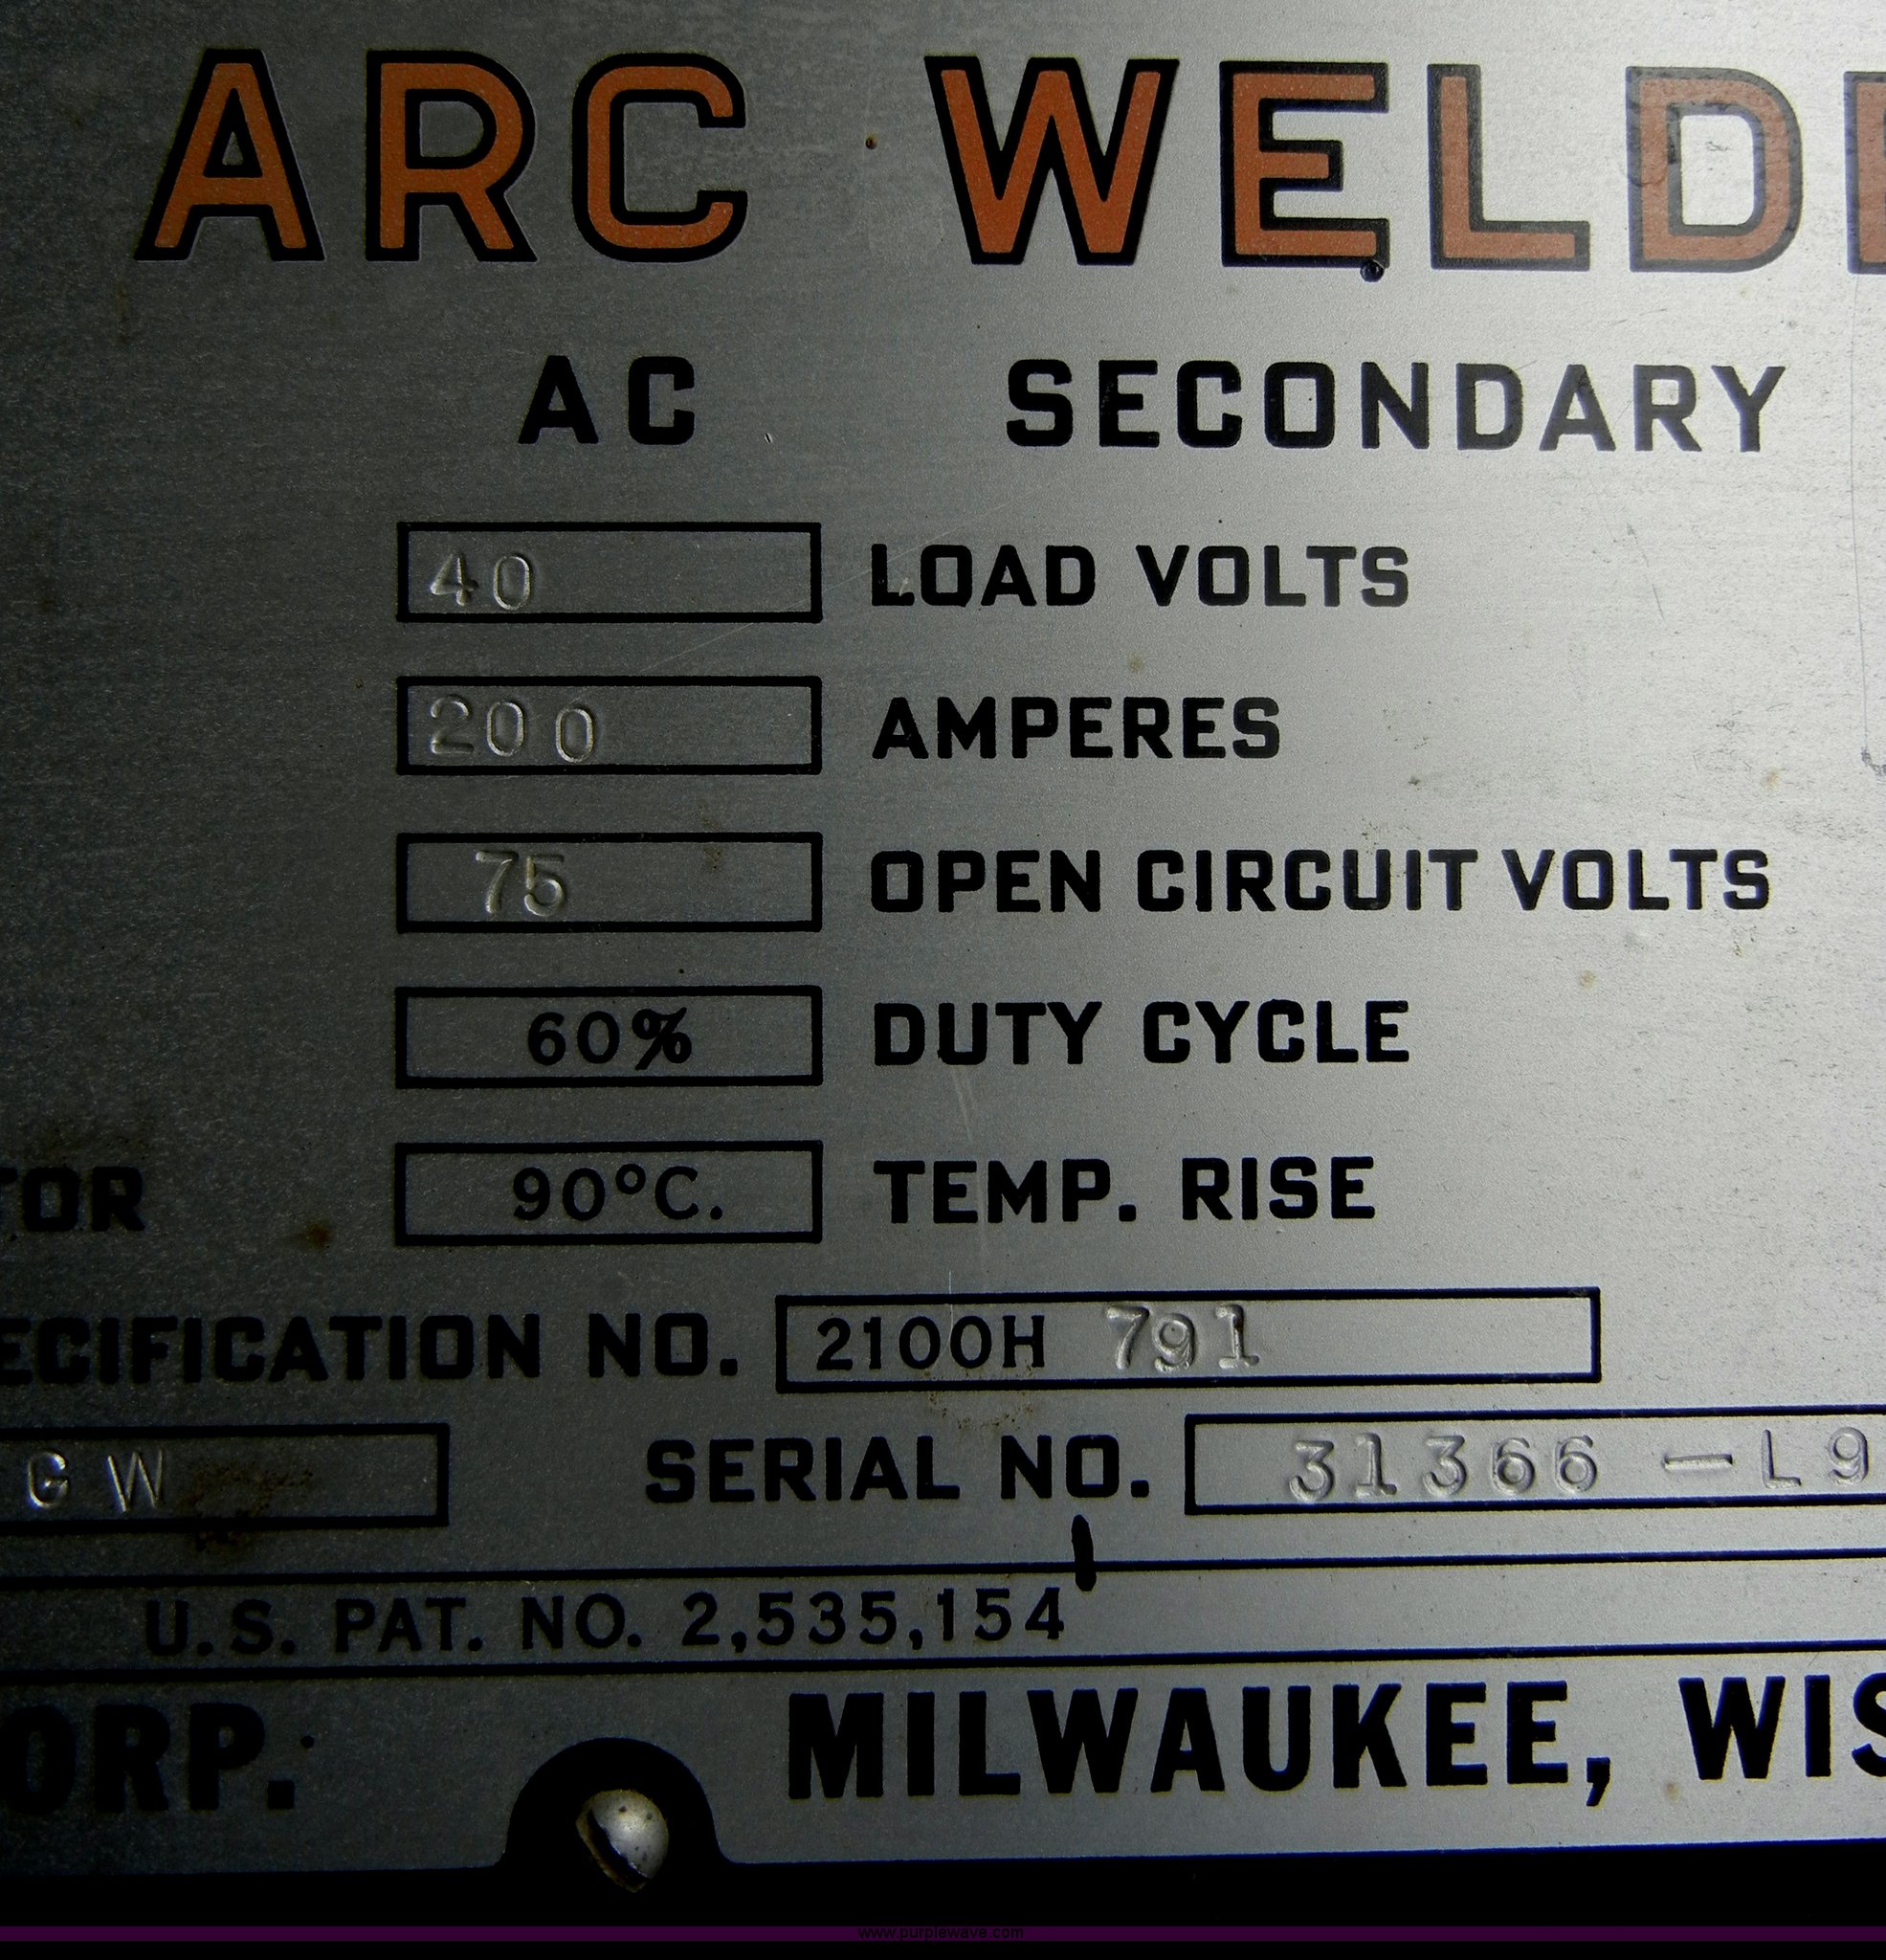 ARC WELD
AC SECONDARY
40 LOAD VOLTS
200 AMPERES
75 OPEN CIRCUIT VOLTS
60% DUTY CYCLE
TOR 90°C. TEMP. RISE
ECIFICATION NO. 2100H 791
GW SERIAL NO. 31366 — L9
U.S. PAT. NO. 2,535,154
ORP. MILWAUKEE, WIS
www.purplewave.com